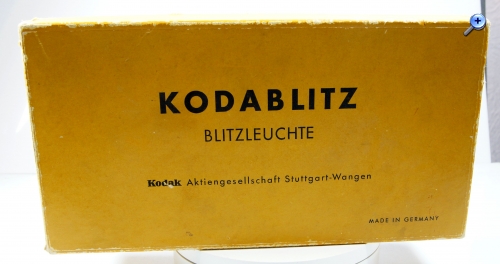 KODABLITZ
BLITZLEUCHTE
Kodak Aktiengesellschaft Stuttgart-Wangen
MADE IN GERMANY